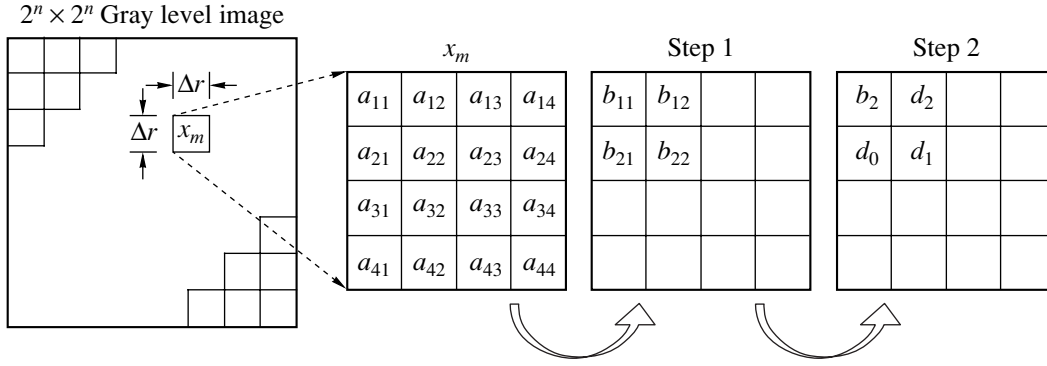 2ⁿ × 2ⁿ Gray level image
Δr
Δr
xₘ
xₘ
a₁₁ a₁₂ a₁₃ a₁₄
a₂₁ a₂₂ a₂₃ a₂₄
a₃₁ a₃₂ a₃₃ a₃₄
a₄₁ a₄₂ a₄₃ a₄₄
Step 1
b₁₁ b₁₂
b₂₁ b₂₂
Step 2
b₂ d₂
d₀ d₁